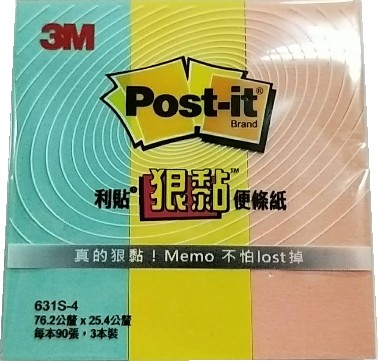 3M
Post-it®
Brand
利貼® 狠黏™ 便條紙
真的狠黏！Memo 不怕lost掉
631S-4
76.2公釐 x 25.4公釐
每本90張，3本裝